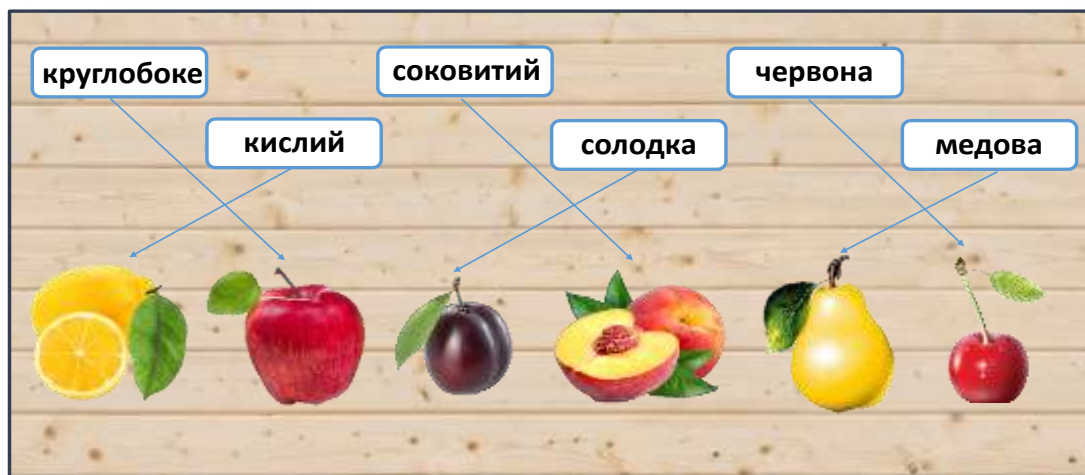 круглобоке
соковитий
червона
кислий
солодка
медова